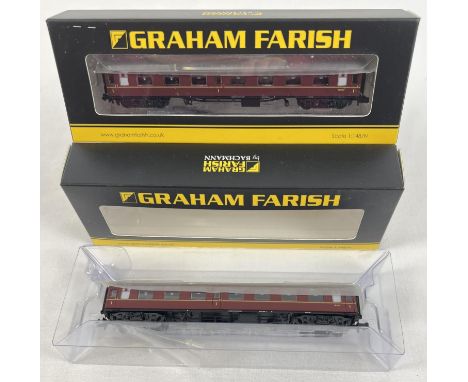 GRAHAM FARISH
www.grahamfarish.co.uk
Scale 1:148/N
GRAHAM
FARISH
by BACHMANN
GRAHAM FARISH